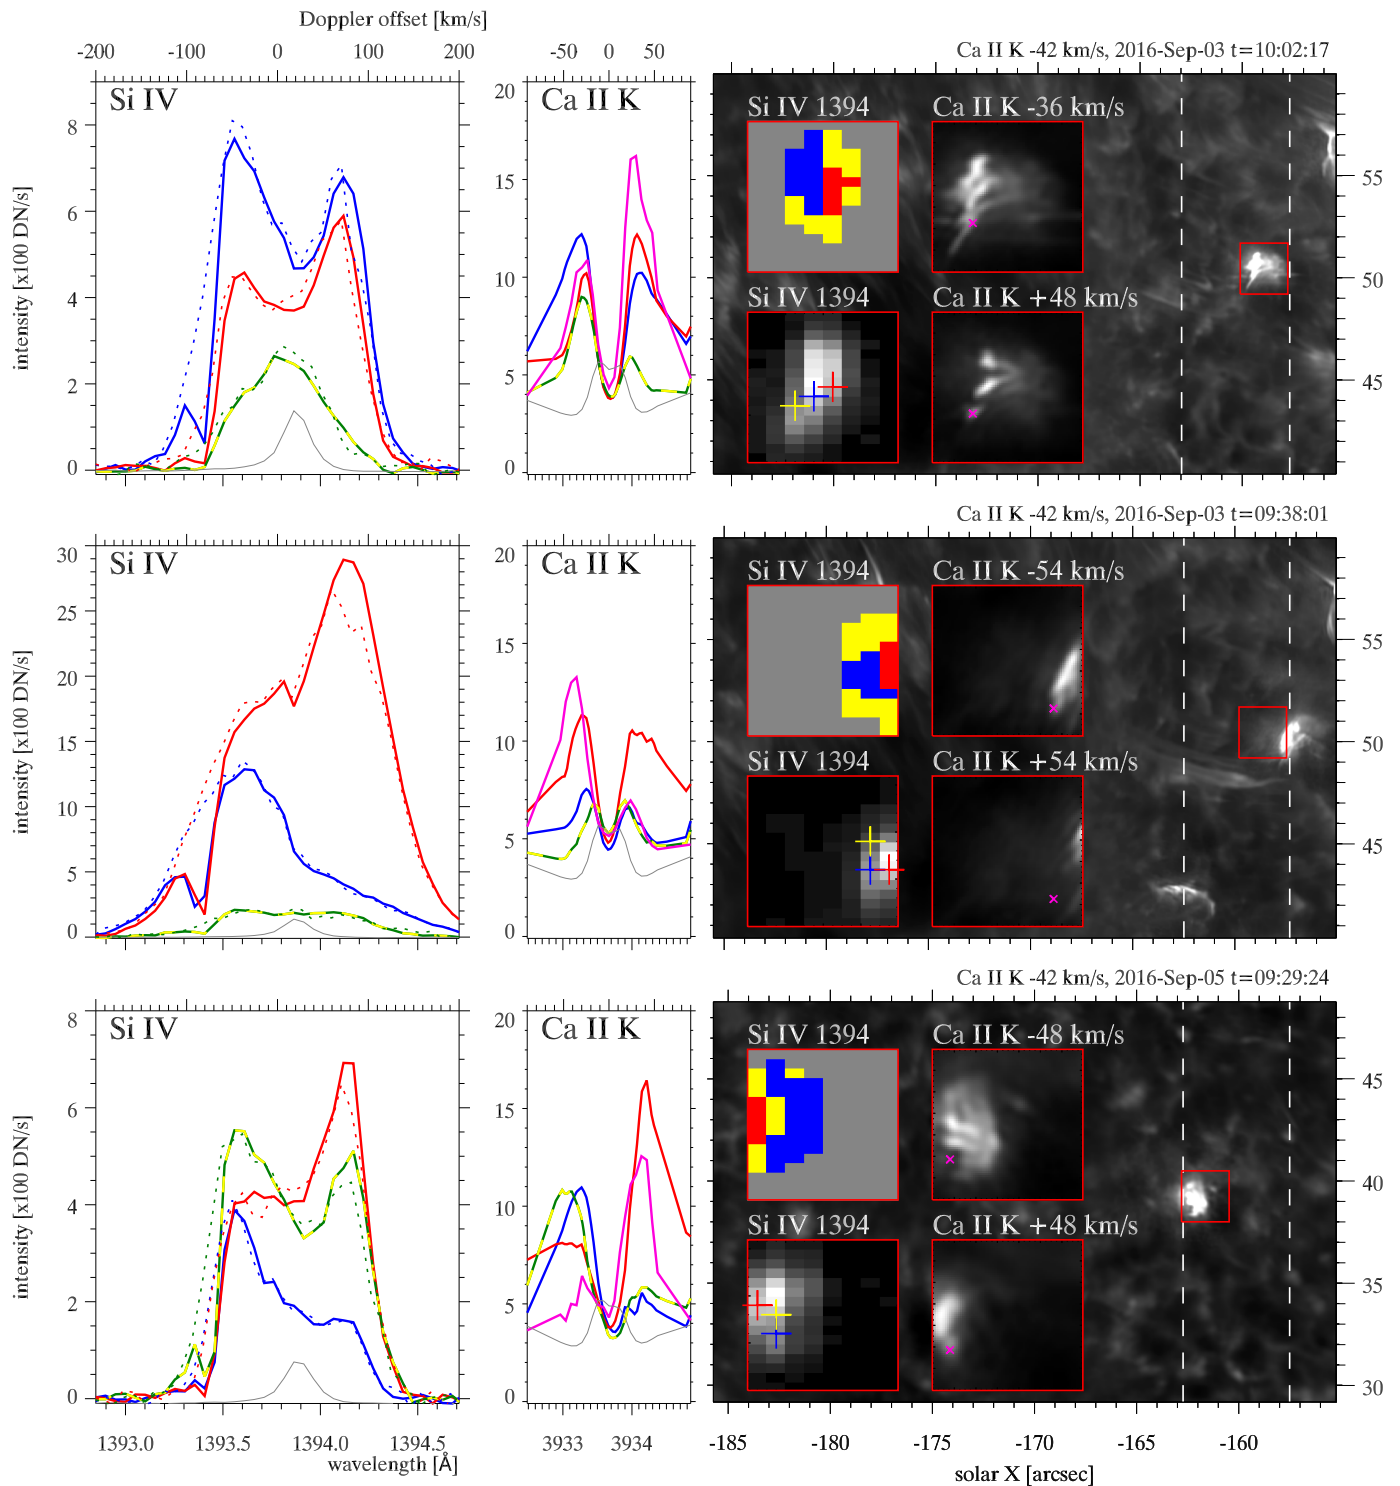 Doppler offset [km/s]
-200 -100 0 100 200
-50 0 50
Ca II K -42 km/s, 2016-Sep-03 t=10:02:17
Si IV
Ca II K
Si IV 1394
Ca II K -36 km/s
Si IV 1394
Ca II K +48 km/s
intensity [x100 DN/s]
8
6
4
2
0
20
15
10
5
0
55
50
45
Ca II K -42 km/s, 2016-Sep-03 t=09:38:01
Si IV
Ca II K
Si IV 1394
Ca II K -54 km/s
Si IV 1394
Ca II K +54 km/s
intensity [x100 DN/s]
30
25
20
15
10
5
0
20
15
10
5
0
55
50
45
Ca II K -42 km/s, 2016-Sep-05 t=09:29:24
Si IV
Ca II K
Si IV 1394
Ca II K -48 km/s
Si IV 1394
Ca II K +48 km/s
intensity [x100 DN/s]
8
6
4
2
0
20
15
10
5
0
45
40
35
30
1393.0 1393.5 1394.0 1394.5
wavelength [Å]
3933 3934
-185 -180 -175 -170 -165 -160
solar X [arcsec]